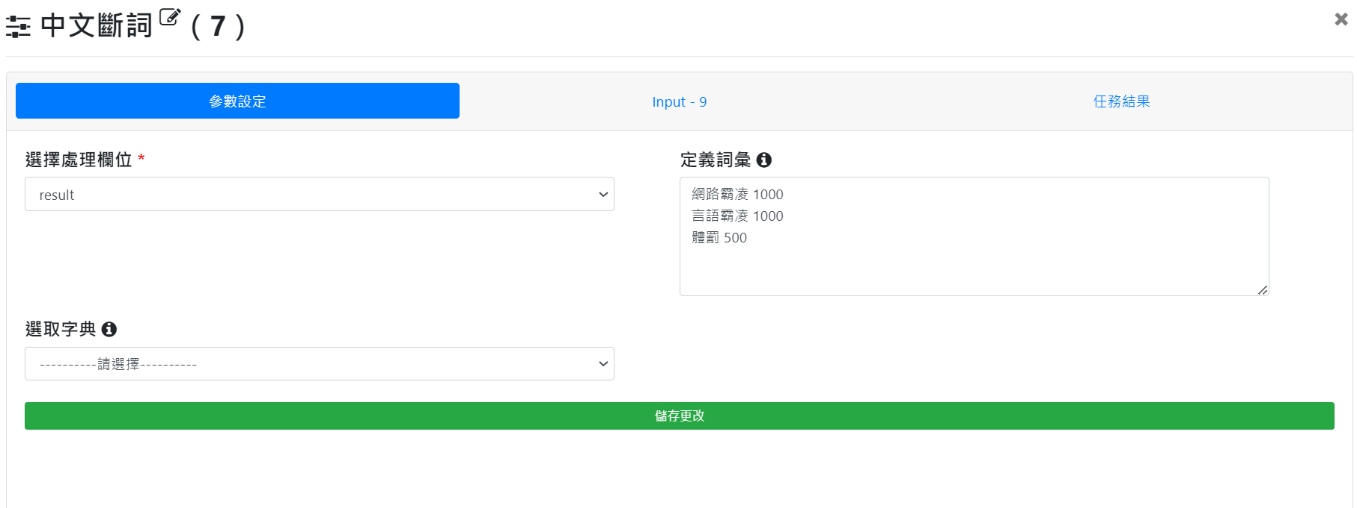 中文斷詞 ( 7 )
參數設定
Input - 9
任務結果
選擇處理欄位 *
result
定義詞彙
網路霸凌 1000
言語霸凌 1000
體罰 500
選取字典
----------請選擇----------
儲存更改